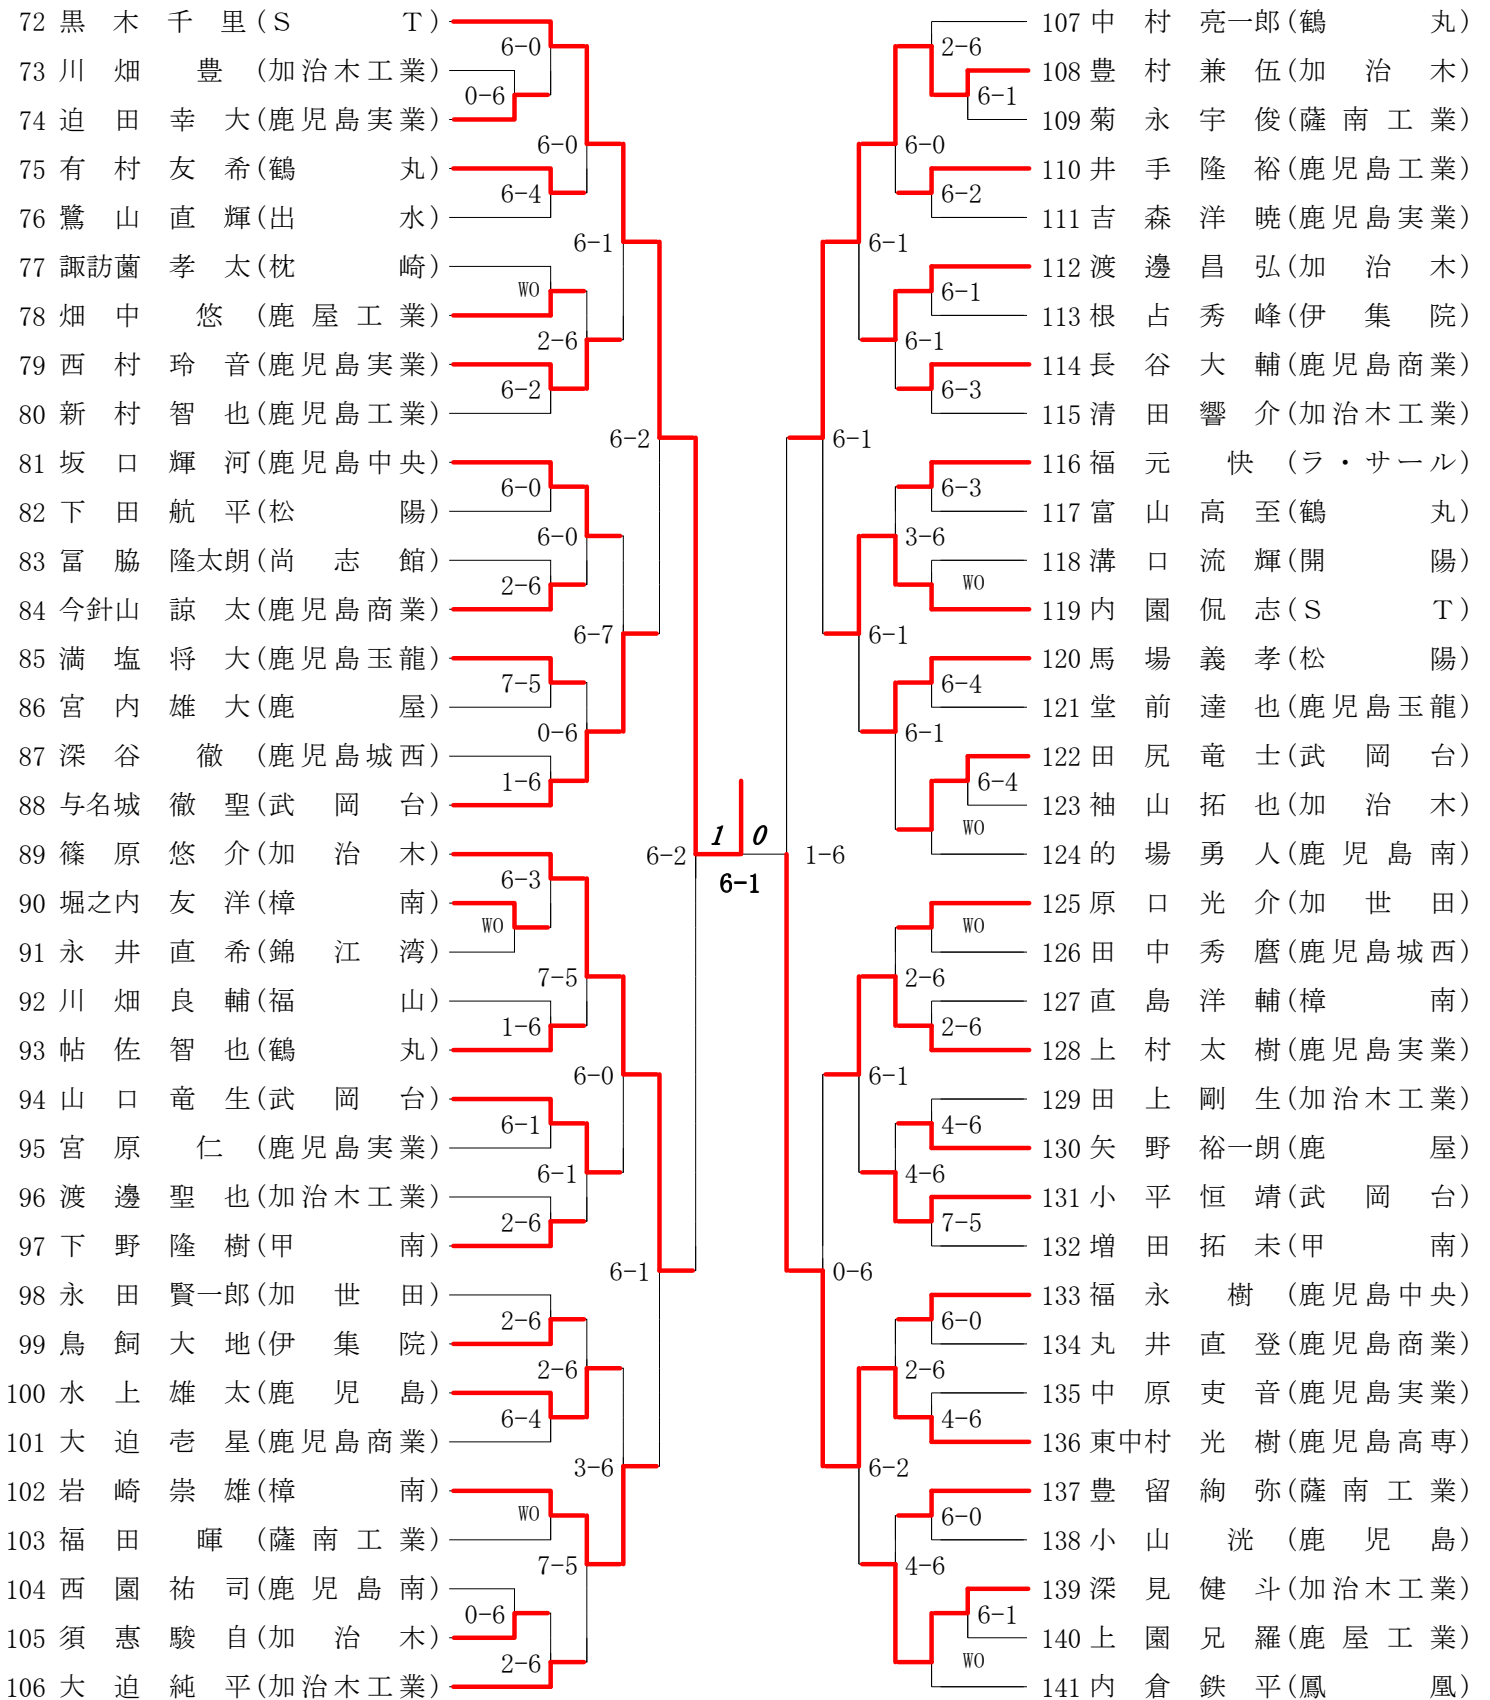 72 黒木千里 (ST)
6-0
73 川畑豊 (加治木工業)
0-6
74 迫田幸大 (鹿児島実業)
6-0
75 有村友希 (鶴丸)
6-4
76 鷺山直輝 (出水)
6-1
77 諏訪薗孝太 (枕崎)
WO
78 畑中悠 (鹿屋工業)
2-6
79 西村玲音 (鹿児島実業)
6-2
80 新村智也 (鹿児島工業)
6-2
81 坂口輝河 (鹿児島中央)
6-0
82 下田航平 (松陽)
6-0
83 冨脇隆太朗 (尚志館)
2-6
84 今針山諒太 (鹿児島商業)
6-7
85 満塩将大 (鹿児島玉龍)
7-5
86 宮内雄大 (鹿屋)
0-6
87 深谷徹 (鹿児島城西)
1-6
88 与名城徹聖 (武岡台)
6-2
89 篠原悠介 (加治木)
6-3
90 堀之内友洋 (樟南)
WO
91 永井直希 (錦江湾)
7-5
92 川畑良輔 (福山)
1-6
93 帖佐智也 (鶴丸)
6-0
94 山口竜生 (武岡台)
6-1
95 宮原仁 (鹿児島実業)
6-1
96 渡邊聖也 (加治木工業)
2-6
97 下野隆樹 (甲南)
6-1
98 永田賢一郎 (加世田)
2-6
99 鳥飼大地 (伊集院)
2-6
100 水上雄太 (鹿児島)
6-4
101 大迫壱星 (鹿児島商業)
3-6
102 岩崎崇雄 (樟南)
WO
103 福田暉 (薩南工業)
7-5
104 西園祐司 (鹿児島南)
0-6
105 須惠駿自 (加治木)
2-6
106 大迫純平 (加治木工業)
1 0
6-1
107 中村亮一郎 (鶴丸)
2-6
108 豊村兼伍 (加治木)
6-1
109 菊永宇俊 (薩南工業)
6-0
110 井手隆裕 (鹿児島工業)
6-2
111 吉森洋暁 (鹿児島実業)
6-1
112 渡邊昌弘 (加治木)
6-1
113 根占秀峰 (伊集院)
6-1
114 長谷大輔 (鹿児島商業)
6-3
115 清田響介 (加治木工業)
6-1
116 福元快 (ラ・サール)
6-3
117 富山高至 (鶴丸)
3-6
118 溝口流輝 (開陽)
WO
119 内園侃志 (ST)
6-1
120 馬場義孝 (松陽)
6-4
121 堂前達也 (鹿児島玉龍)
6-1
122 田尻竜士 (武岡台)
6-4
123 袖山拓也 (加治木)
WO
124 的場勇人 (鹿児島南)
1-6
125 原口光介 (加世田)
WO
126 田中秀麿 (鹿児島城西)
2-6
127 直島洋輔 (樟南)
2-6
128 上村太樹 (鹿児島実業)
6-1
129 田上剛生 (加治木工業)
4-6
130 矢野裕一朗 (鹿屋)
4-6
131 小平恒靖 (武岡台)
7-5
132 増田拓未 (甲南)
0-6
133 福永樹 (鹿児島中央)
6-0
134 丸井直登 (鹿児島商業)
2-6
135 中原吏音 (鹿児島実業)
4-6
136 東中村光樹 (鹿児島高専)
6-2
137 豊留絢弥 (薩南工業)
6-0
138 小山洸 (鹿児島)
4-6
139 深見健斗 (加治木工業)
6-1
140 上園兄羅 (鹿屋工業)
WO
141 内倉鉄平 (鳳凰)